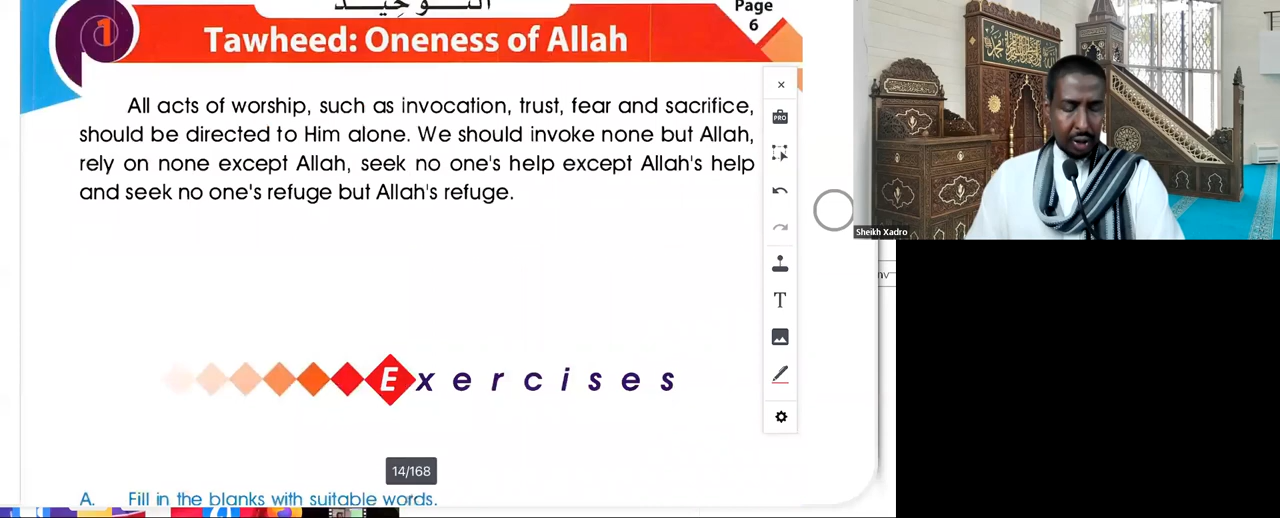 التوحيد
Page
6
1
Tawheed: Oneness of Allah
All acts of worship, such as invocation, trust, fear and sacrifice,
should be directed to Him alone. We should invoke none but Allah,
rely on none except Allah, seek no one's help except Allah's help
and seek no one's refuge but Allah's refuge.
PRO
T
Exercises
14/168
A. Fill in the blanks with suitable words.
Sheikh Xadro